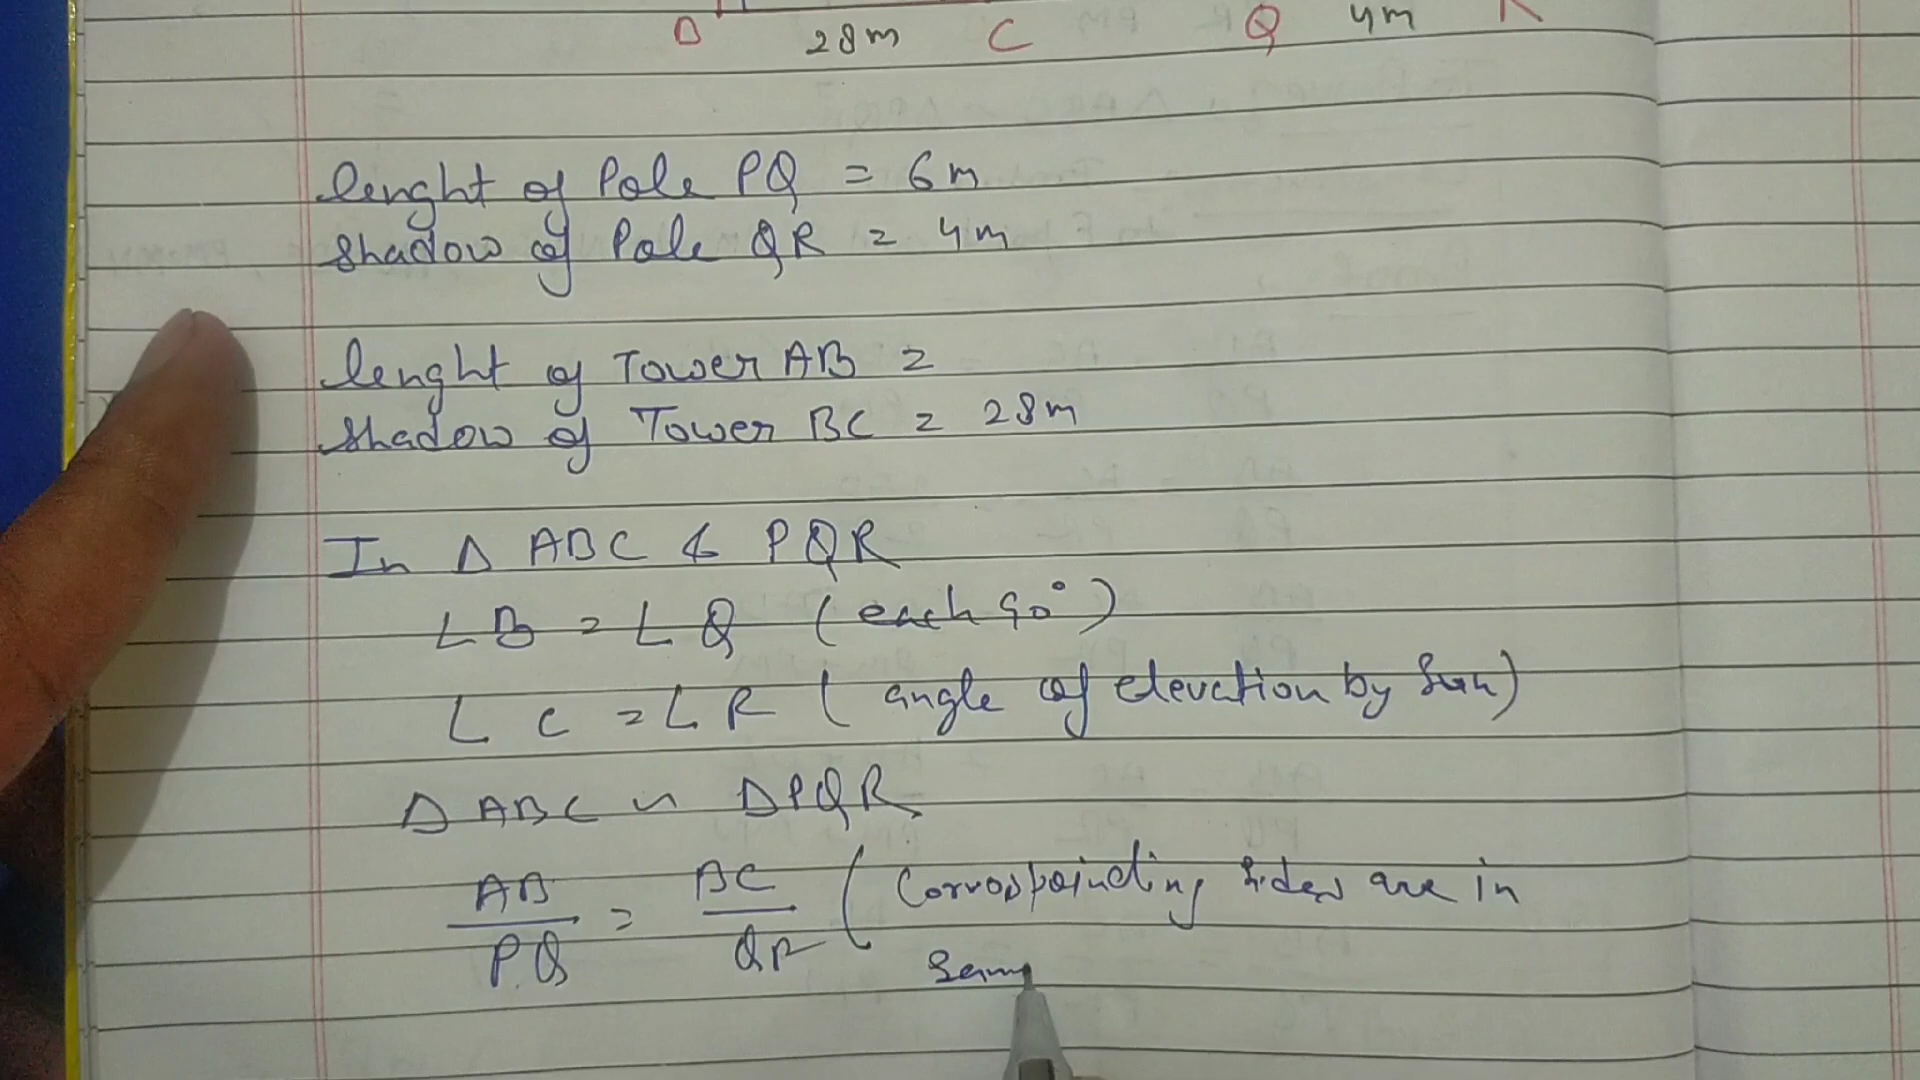 B 28m C Q 4m R
lenght of Pole PQ = 6m
Shadow of Pole QR = 4m
lenght of Tower AB =
Shadow of Tower BC = 28m
In Δ ABC & PQR
∠B = ∠Q (each 90°)
∠C = ∠R (angle of elevation by Sun)
Δ ABC ~ ΔPQR
AB/PQ = BC/QR (Corrospoinding sides are in
Same